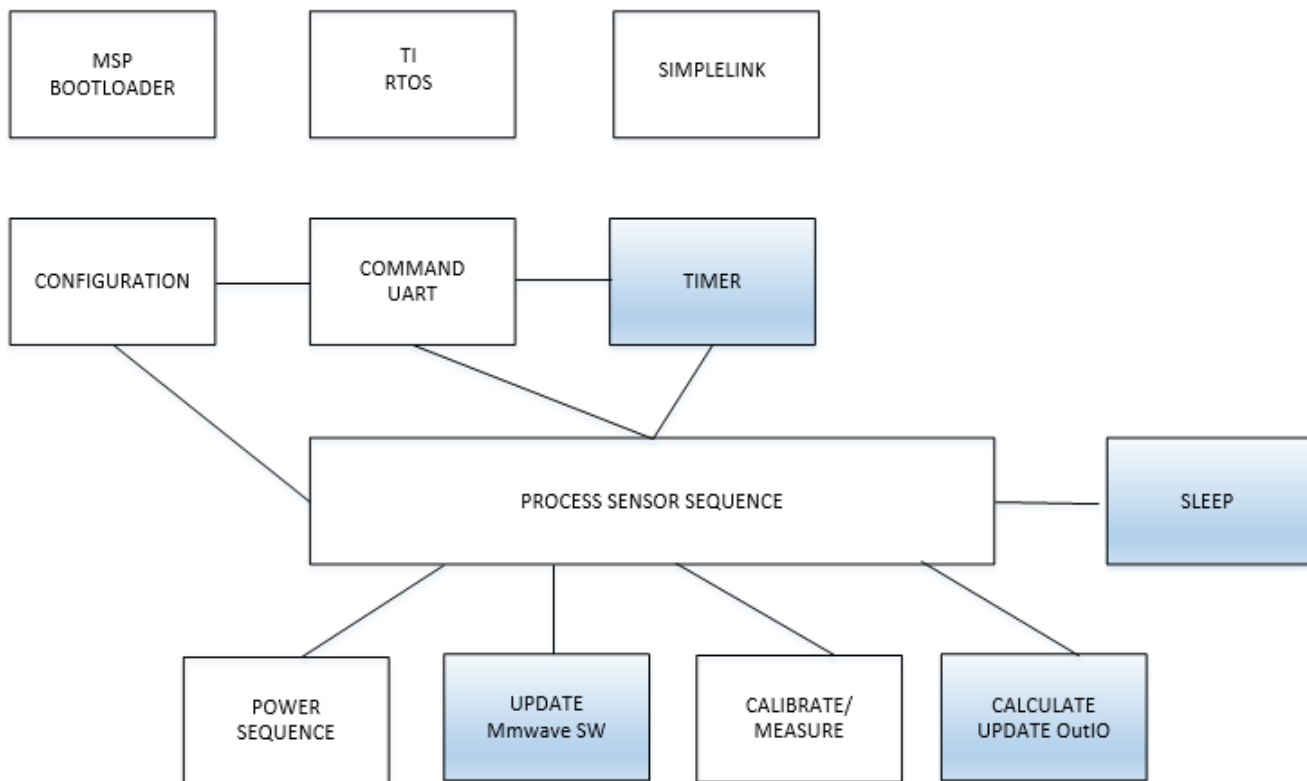 MSP
BOOTLOADER
TI
RTOS
SIMPLELINK
CONFIGURATION
COMMAND
UART
TIMER
PROCESS SENSOR SEQUENCE
SLEEP
POWER
SEQUENCE
UPDATE
Mmwave SW
CALIBRATE/
MEASURE
CALCULATE
UPDATE OutIO